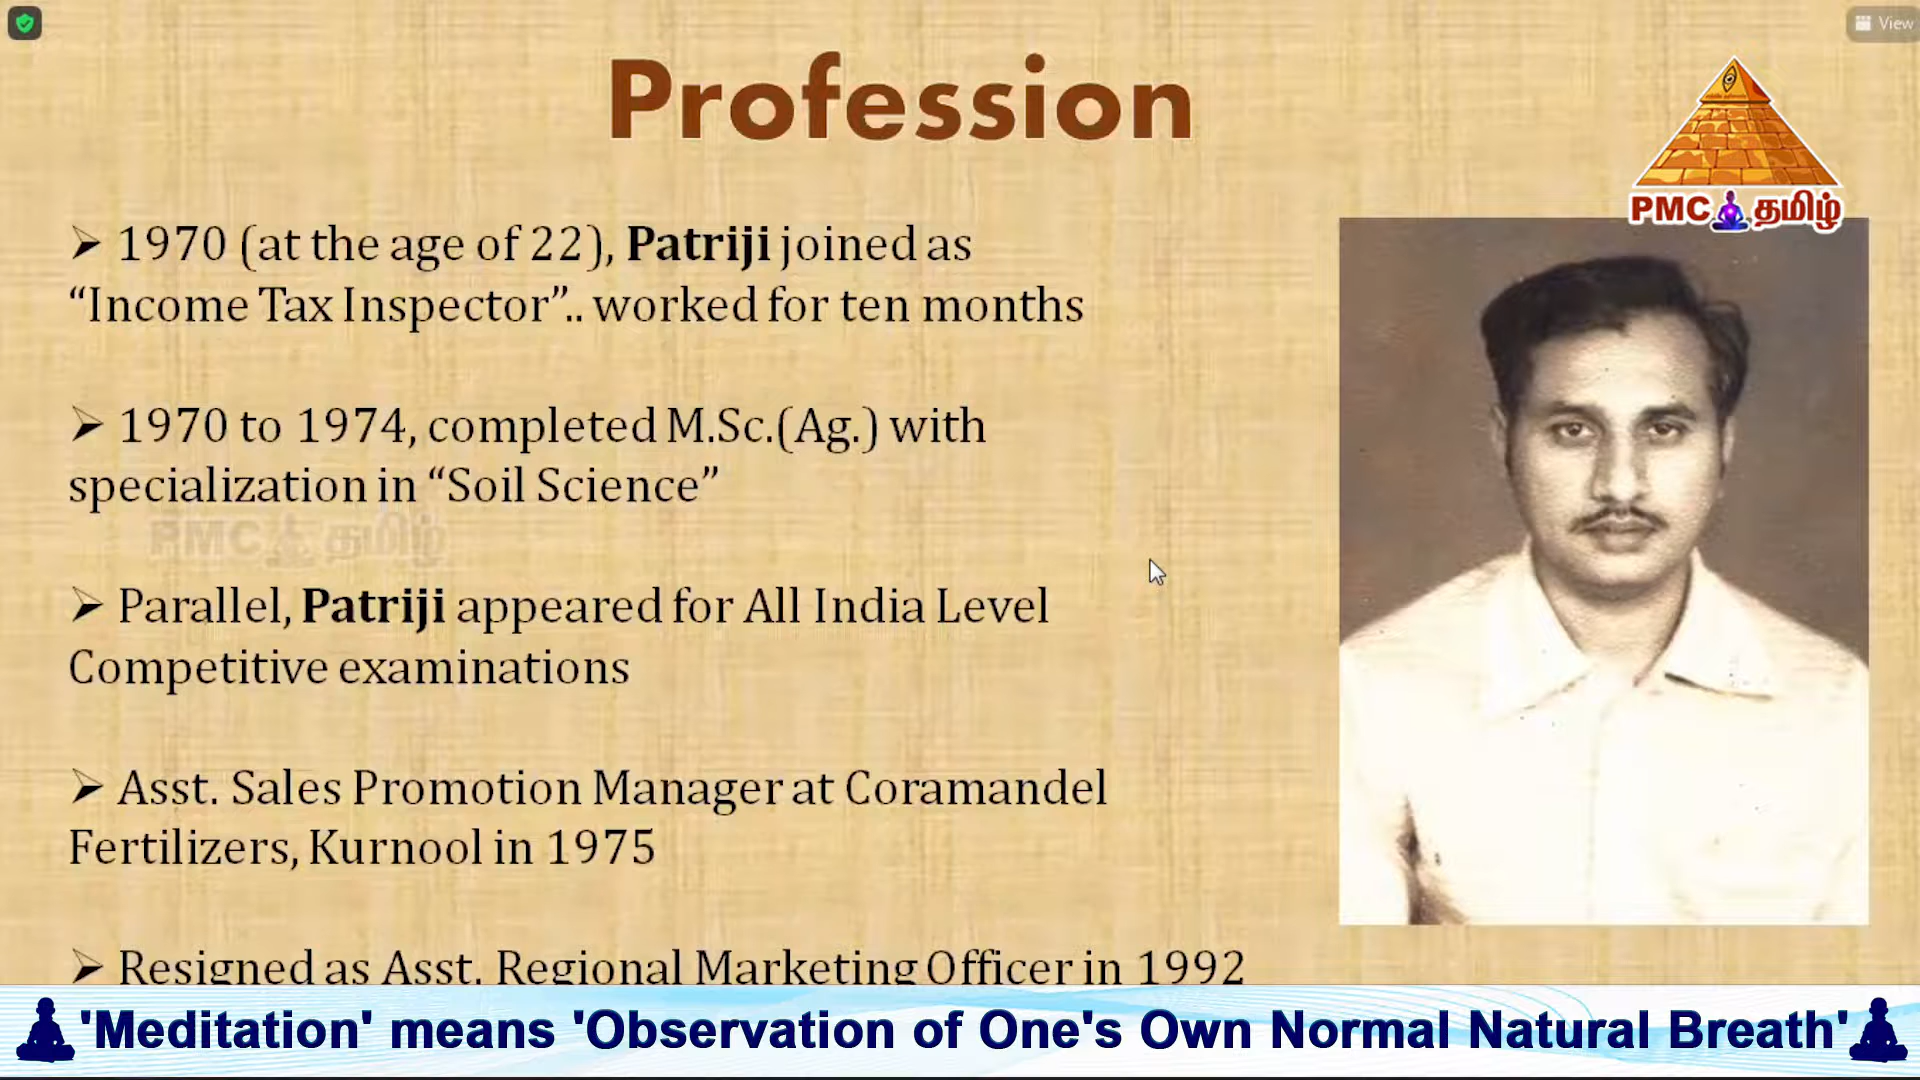 View
Profession
PMC தமிழ்
➢ 1970 (at the age of 22), Patriji joined as
“Income Tax Inspector”.. worked for ten months
➢ 1970 to 1974, completed M.Sc.(Ag.) with
specialization in “Soil Science”
PMC தமிழ்
➢ Parallel, Patriji appeared for All India Level
Competitive examinations
➢ Asst. Sales Promotion Manager at Coramandel
Fertilizers, Kurnool in 1975
➢ Resigned as Asst. Regional Marketing Officer in 1992
'Meditation' means 'Observation of One's Own Normal Natural Breath'